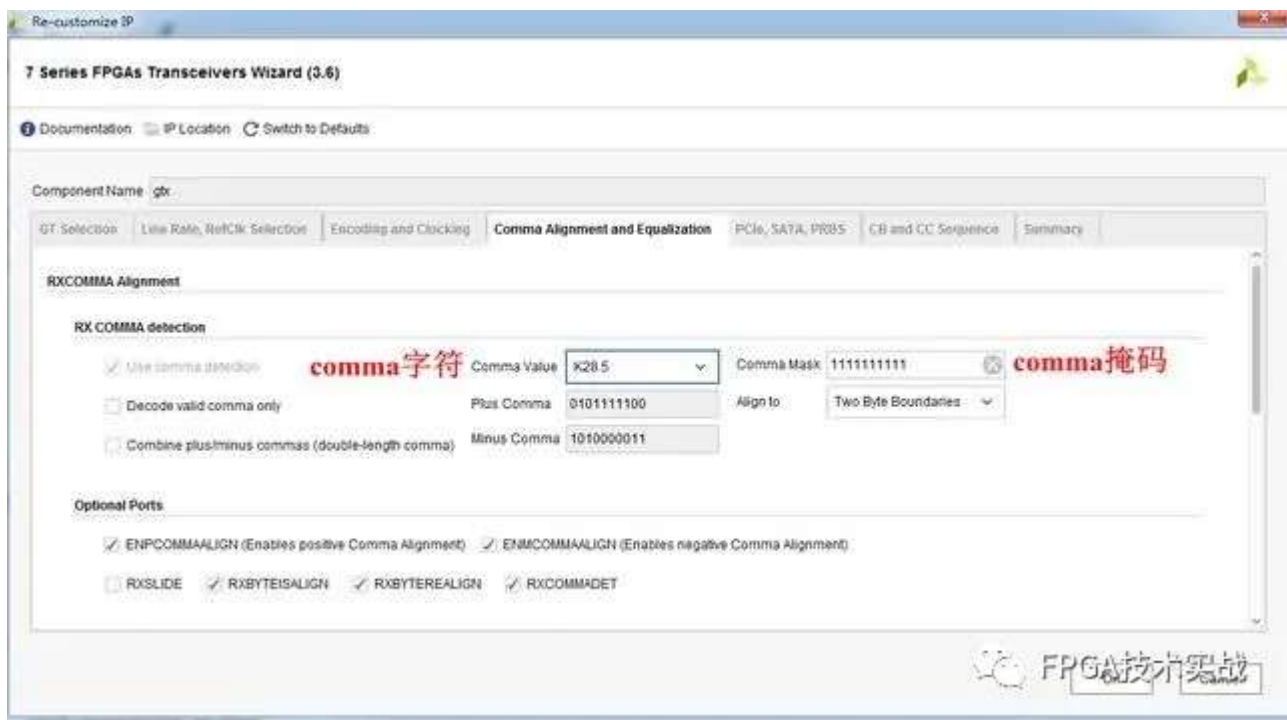 Re-customize IP
7 Series FPGAs Transceivers Wizard (3.6)
Documentation IP Location Switch to Defaults
Component Name gtx
GT Selection Line Rate, RefClk Selection Encoding and Clocking Comma Alignment and Equalization PCIe, SATA, PRBS CB and CC Sequence Summary
RXCOMMA Alignment
RX COMMA detection
Use comma detection comma字符 Comma Value K28.5 Comma Mask 1111111111 comma掩码
Decode valid comma only Plus Comma 0101111100 Align to Two Byte Boundaries
Combine plus/minus commas (double-length comma) Minus Comma 1010000011
Optional Ports
ENPCOMMAALIGN (Enables positive Comma Alignment) ENMCOMMAALIGN (Enables negative Comma Alignment)
RXSLIDE RXBYTEISALIGN RXBYTEREALIGN RXCOMMADET
FPGA技术实战